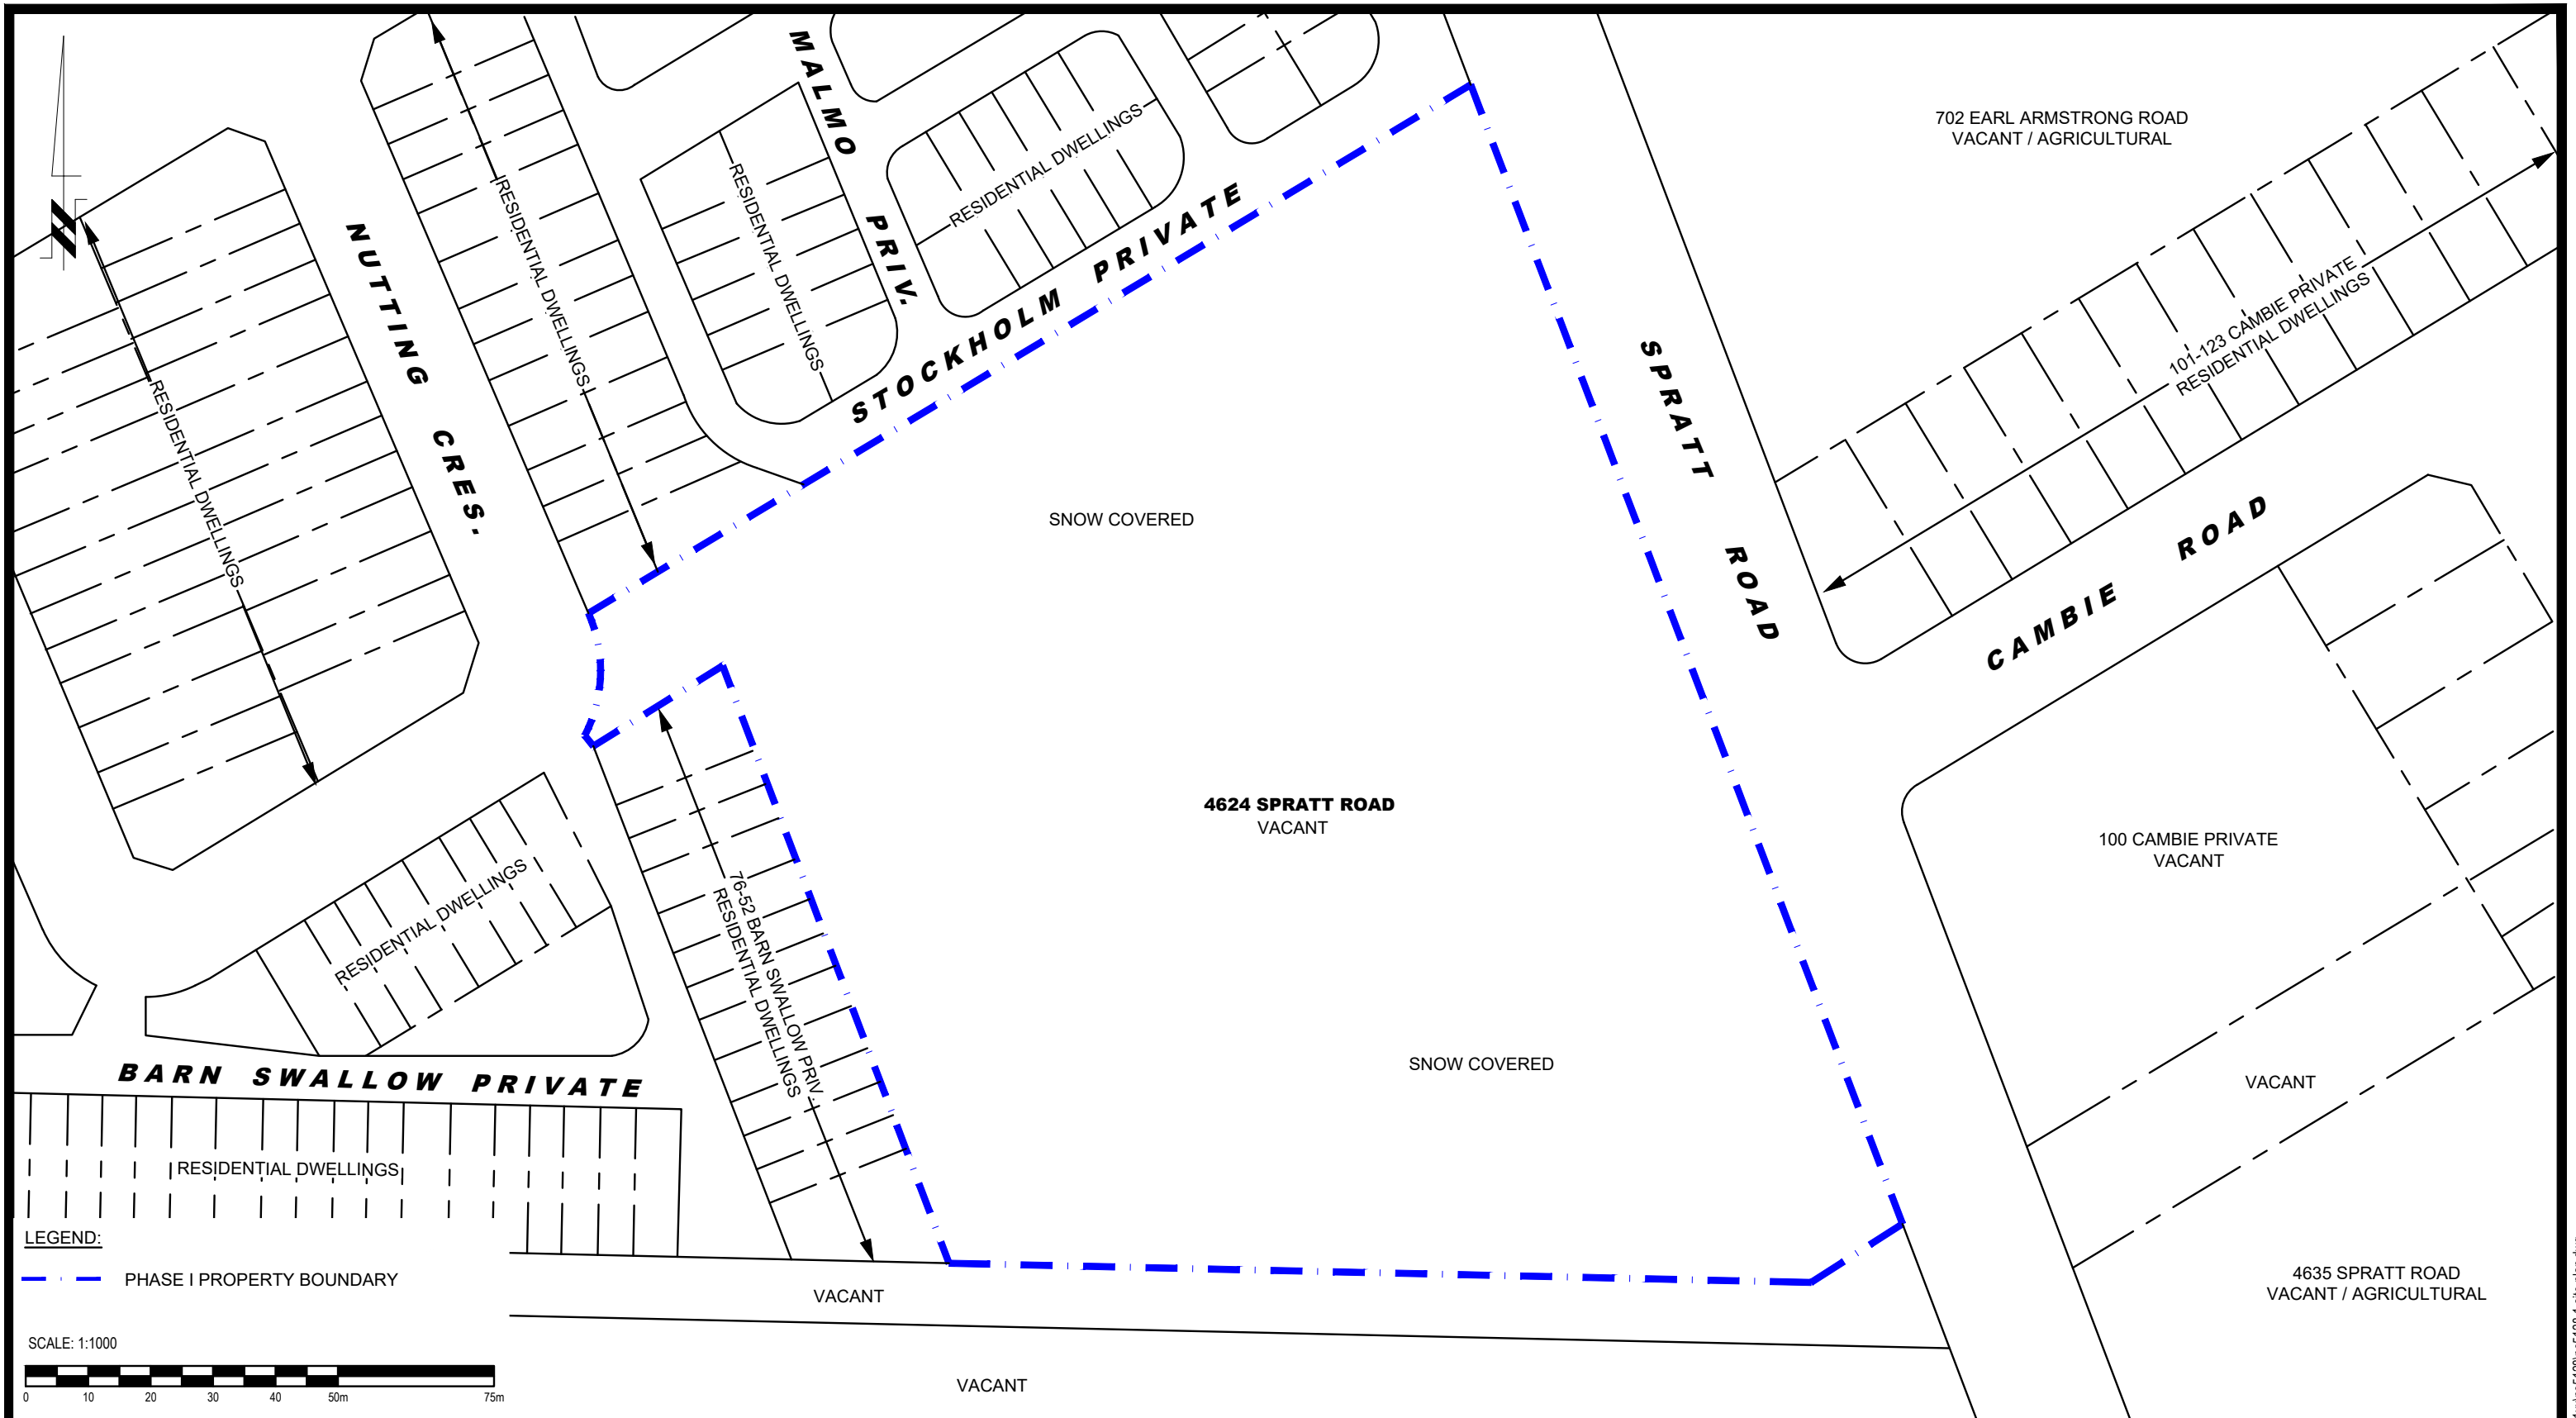 MALMO PRIV.
702 EARL ARMSTRONG ROAD
VACANT / AGRICULTURAL
RESIDENTIAL DWELLINGS
RESIDENTIAL DWELLINGS
RESIDENTIAL DWELLINGS
STOCKHOLM PRIVATE
NUTTING CRES.
RESIDENTIAL DWELLINGS
101-123 CAMBIE PRIVATE
RESIDENTIAL DWELLINGS
SPRATT ROAD
SNOW COVERED
CAMBIE ROAD
4624 SPRATT ROAD
VACANT
100 CAMBIE PRIVATE
VACANT
RESIDENTIAL DWELLINGS
76-52 BARN SWALLOW PRIV.
RESIDENTIAL DWELLINGS
SNOW COVERED
BARN SWALLOW PRIVATE
VACANT
RESIDENTIAL DWELLINGS
LEGEND:
PHASE I PROPERTY BOUNDARY
VACANT
4635 SPRATT ROAD
VACANT / AGRICULTURAL
SCALE: 1:1000
0 10 20 30 40 50m 75m
VACANT